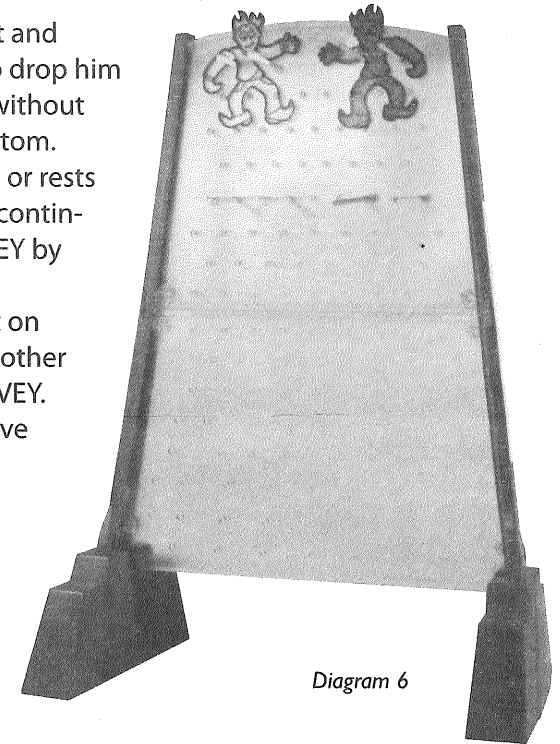 t and
o drop him
without
tom.
or rests
contin-
EY by
t on
other
VEY.
ve
Diagram 6